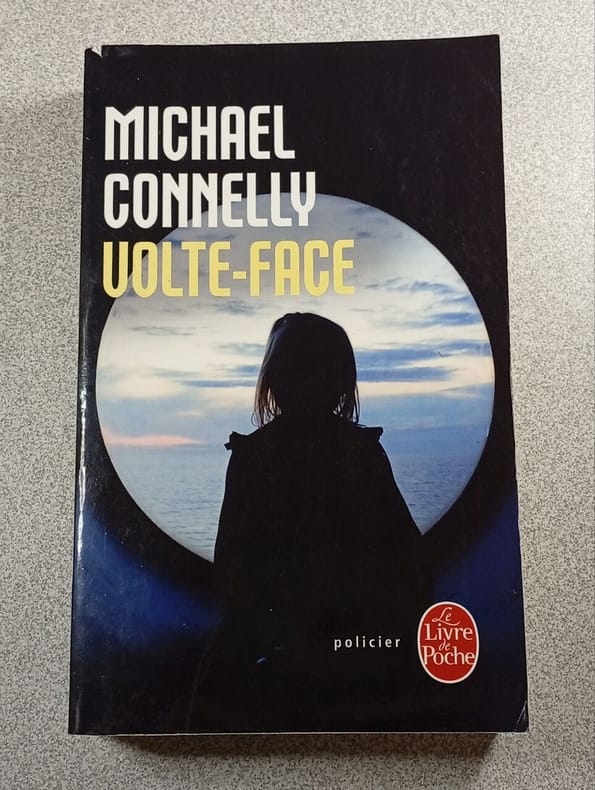 MICHAEL
CONNELLY
VOLTE-FACE
policier
Le
Livre
de
Poche